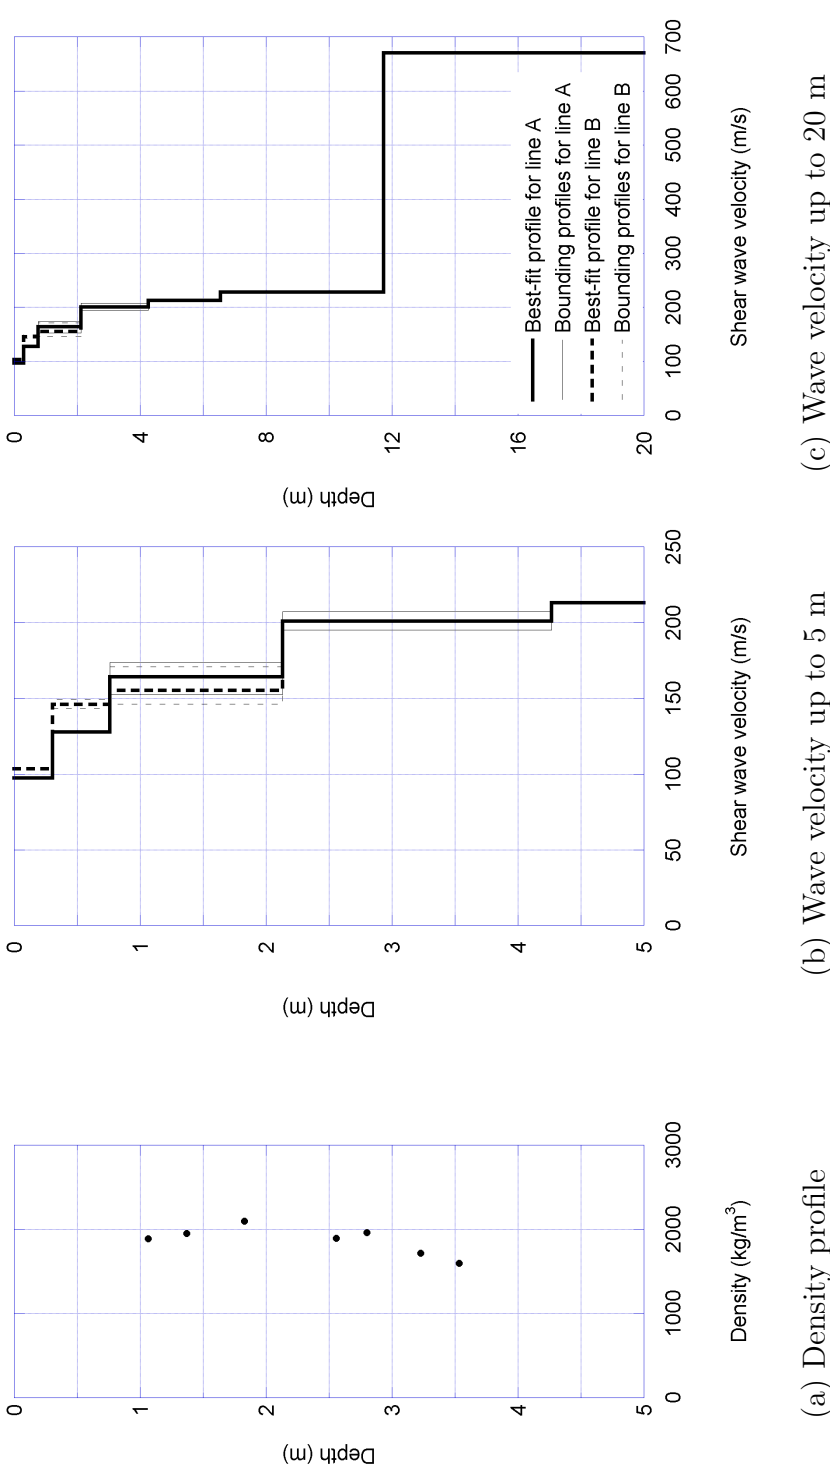 0
1
2
3
4
5
Depth (m)
0 1000 2000 3000
Density (kg/m³)
(a) Density profile
0
1
2
3
4
5
Depth (m)
0 50 100 150 200 250
Shear wave velocity (m/s)
(b) Wave velocity up to 5 m
0
4
8
12
16
20
Depth (m)
Best-fit profile for line A
Bounding profiles for line A
Best-fit profile for line B
Bounding profiles for line B
0 100 200 300 400 500 600 700
Shear wave velocity (m/s)
(c) Wave velocity up to 20 m